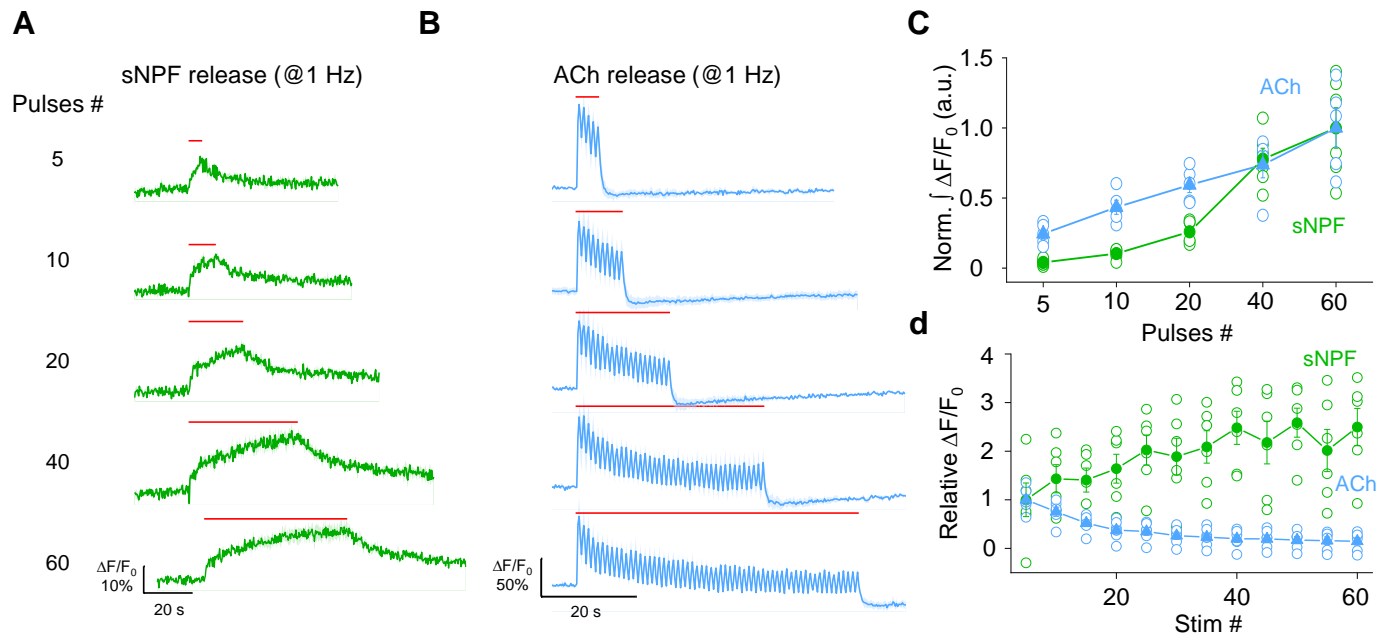 A
sNPF release (@1 Hz)
Pulses #
5
10
20
40
60
ΔF/F0
10%
20 s
B
ACh release (@1 Hz)
ΔF/F0
50%
20 s
C
Norm. ∫ ΔF/F0 (a.u.)
1.5
1.0
0.5
0
ACh
sNPF
5 10 20 40 60
Pulses #
d
Relative ΔF/F0
4
3
2
1
0
sNPF
ACh
20 40 60
Stim #